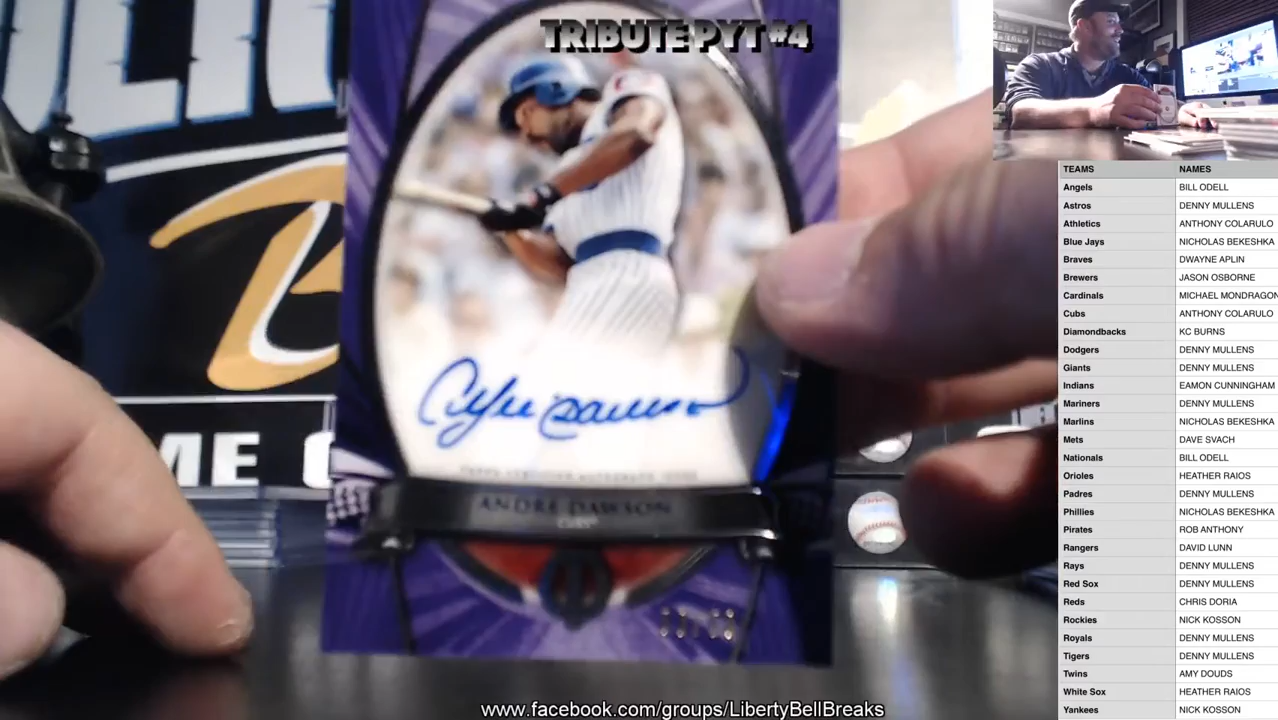 TRIBUTE PYT #4
Andre Dawson
ANDRE DAWSON
CUBS
ME
www.facebook.com/groups/LibertyBellBreaks
TEAMS NAMES
Angels BILL ODELL
Astros DENNY MULLENS
Athletics ANTHONY COLARULO
Blue Jays NICHOLAS BEKESHKA
Braves DWAYNE APLIN
Brewers JASON OSBORNE
Cardinals MICHAEL MONDRAGON
Cubs ANTHONY COLARULO
Diamondbacks KC BURNS
Dodgers DENNY MULLENS
Giants DENNY MULLENS
Indians EAMON CUNNINGHAM
Mariners DENNY MULLENS
Marlins NICHOLAS BEKESHKA
Mets DAVE SVACH
Nationals BILL ODELL
Orioles HEATHER RAIOS
Padres DENNY MULLENS
Phillies NICHOLAS BEKESHKA
Pirates ROB ANTHONY
Rangers DAVID LUNN
Rays DENNY MULLENS
Red Sox DENNY MULLENS
Reds CHRIS DORIA
Rockies NICK KOSSON
Royals DENNY MULLENS
Tigers DENNY MULLENS
Twins AMY DOUDS
White Sox HEATHER RAIOS
Yankees NICK KOSSON